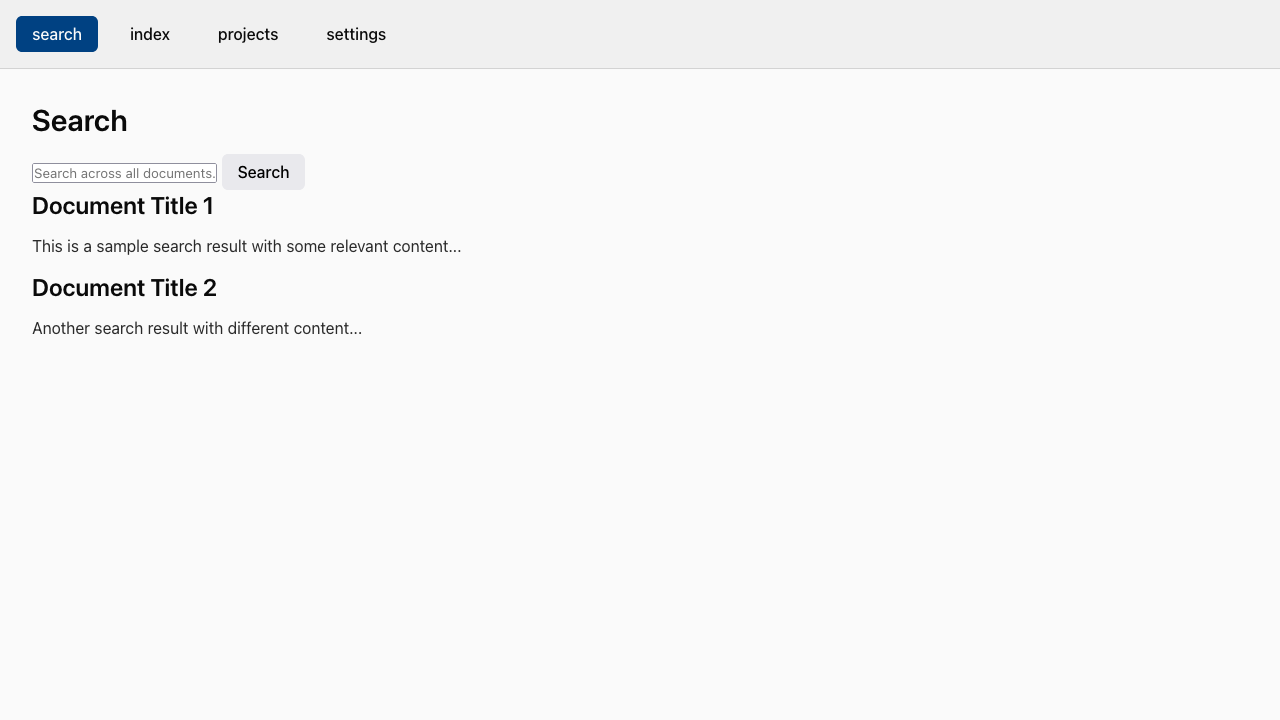 search index projects settings
Search
Search across all documents. Search
Document Title 1
This is a sample search result with some relevant content...
Document Title 2
Another search result with different content...